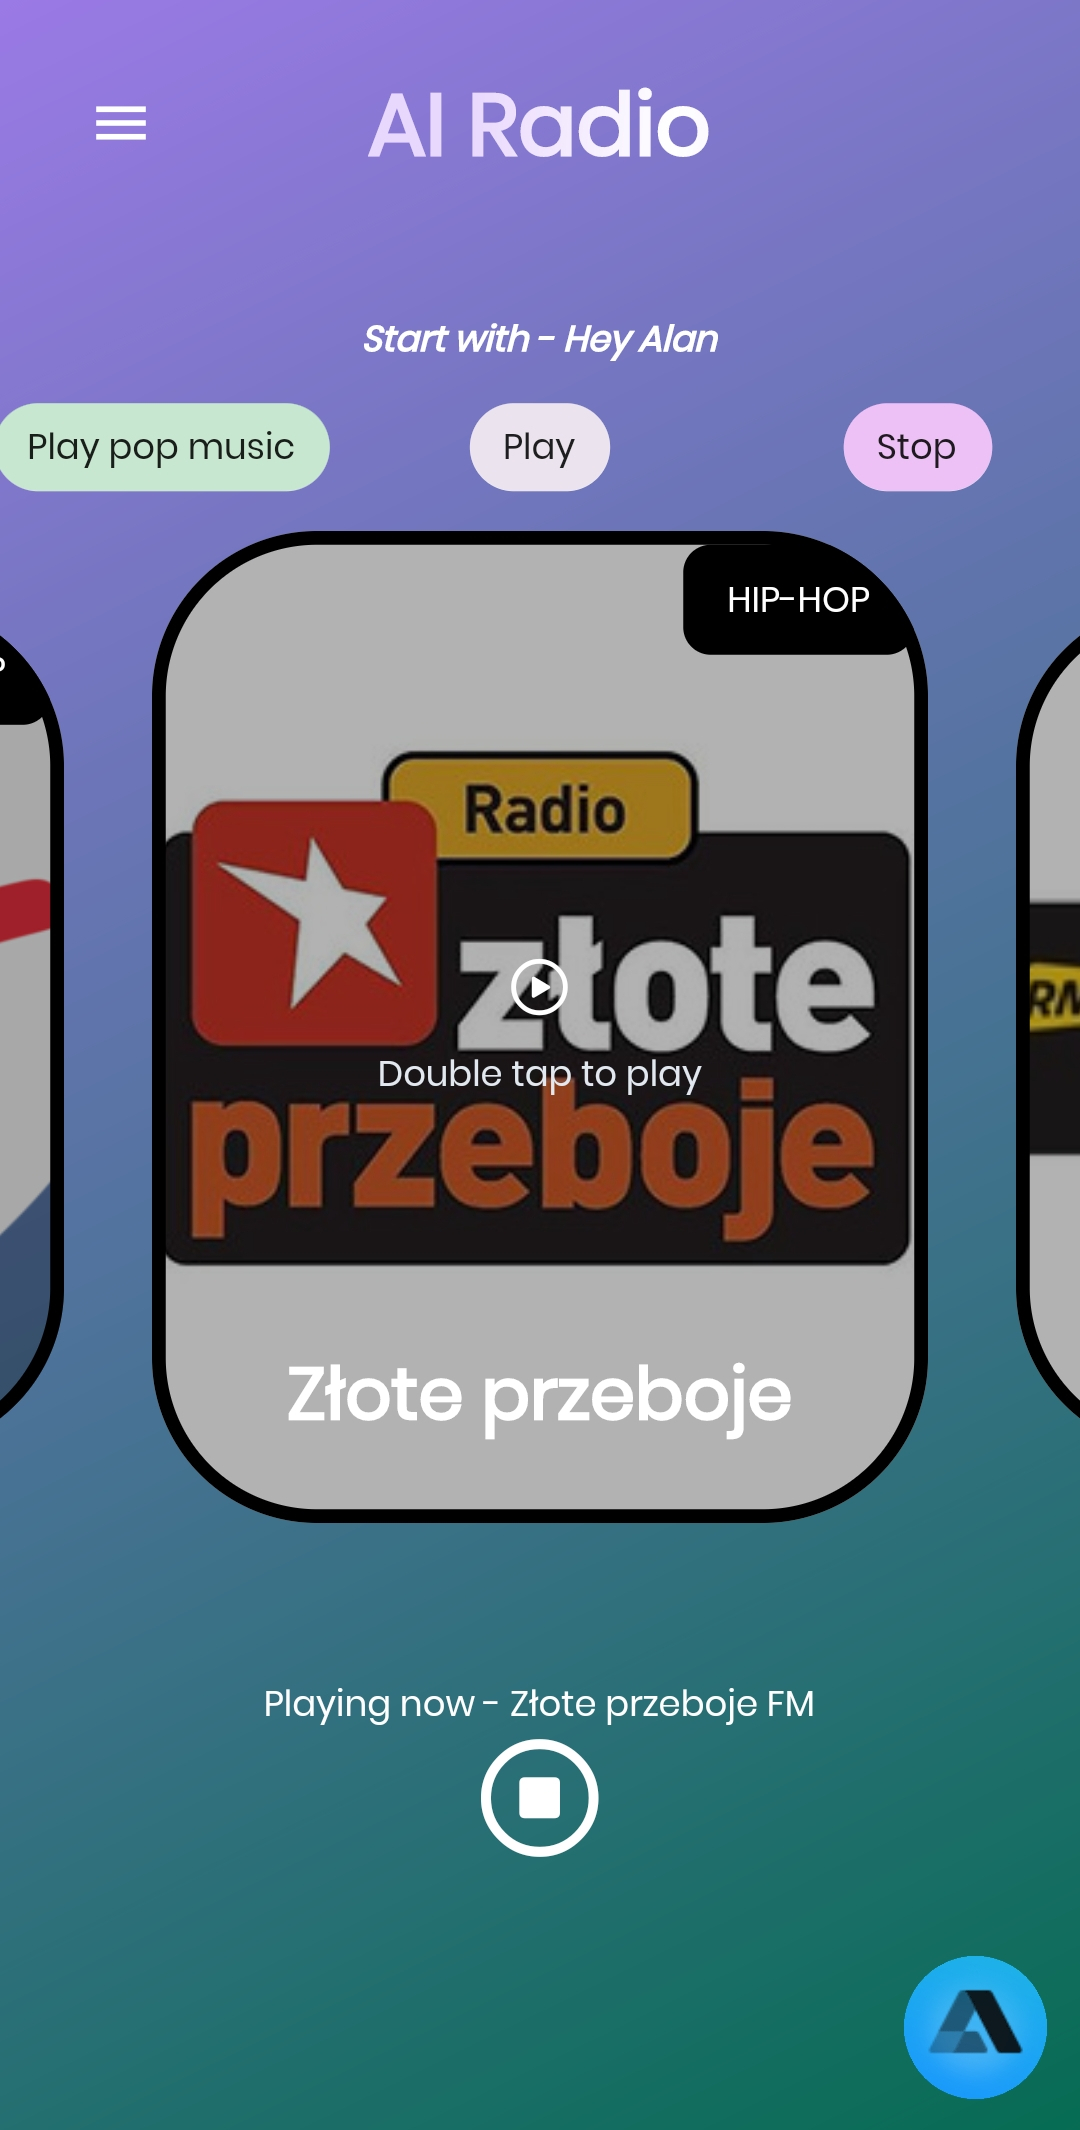 AI Radio
Start with - Hey Alan
Play pop music
Play
Stop
HIP-HOP
Radio
złote
Double tap to play
przeboje
Złote przeboje
Playing now - Złote przeboje FM